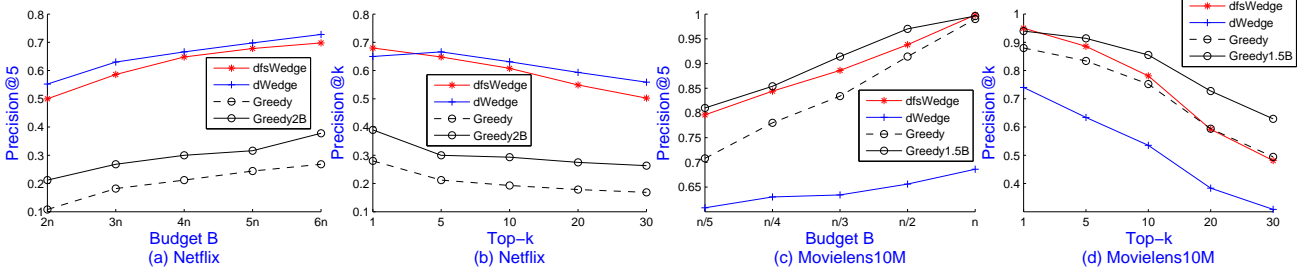 Precision@5
0.8
0.7
0.6
0.5
0.4
0.3
0.2
0.1
2n 3n 4n 5n 6n
dfsWedge
dWedge
Greedy
Greedy2B
Budget B
(a) Netflix
Precision@k
0.8
0.7
0.6
0.5
0.4
0.3
0.2
0.1
1 5 10 20 30
dfsWedge
dWedge
Greedy
Greedy2B
Top-k
(b) Netflix
Precision@5
1
0.95
0.9
0.85
0.8
0.75
0.7
0.65
n/5 n/4 n/3 n/2 n
dfsWedge
dWedge
Greedy
Greedy1.5B
Budget B
(c) Movielens10M
Precision@k
1
0.9
0.8
0.7
0.6
0.5
0.4
1 5 10 20 30
dfsWedge
dWedge
Greedy
Greedy1.5B
Top-k
(d) Movielens10M